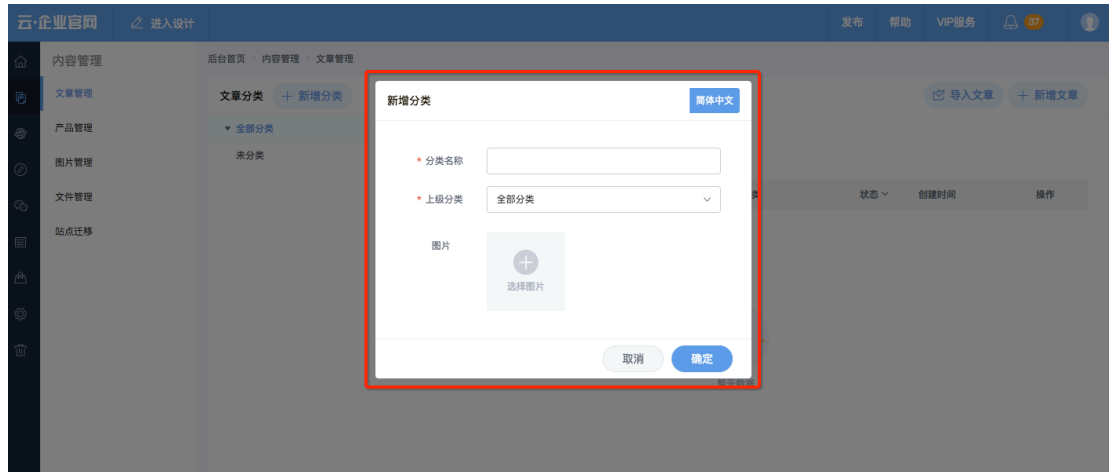 云·企业官网 进入设计 发布 帮助 VIP服务 37
内容管理 后台首页 > 内容管理 > 文章管理
文章管理 文章分类 + 新增分类 导入文章 + 新增文章
新增分类 简体中文
产品管理 全部分类
图片管理 未分类
* 分类名称
文件管理 * 上级分类 全部分类 类 状态 创建时间 操作
站点迁移
图片
选择图片
取消 确定
暂无数据